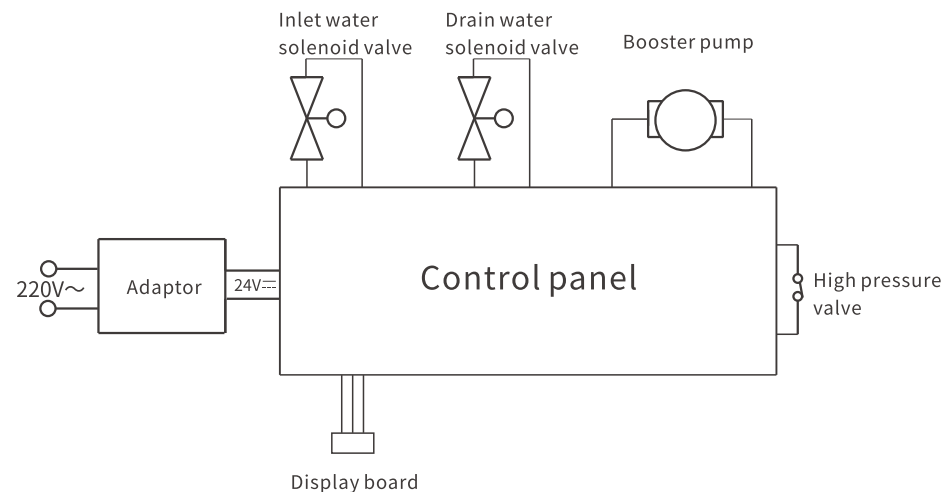 Inlet water
solenoid valve
Drain water
solenoid valve
Booster pump
Control panel
220V～
Adaptor
24V⎓
High pressure
valve
Display board